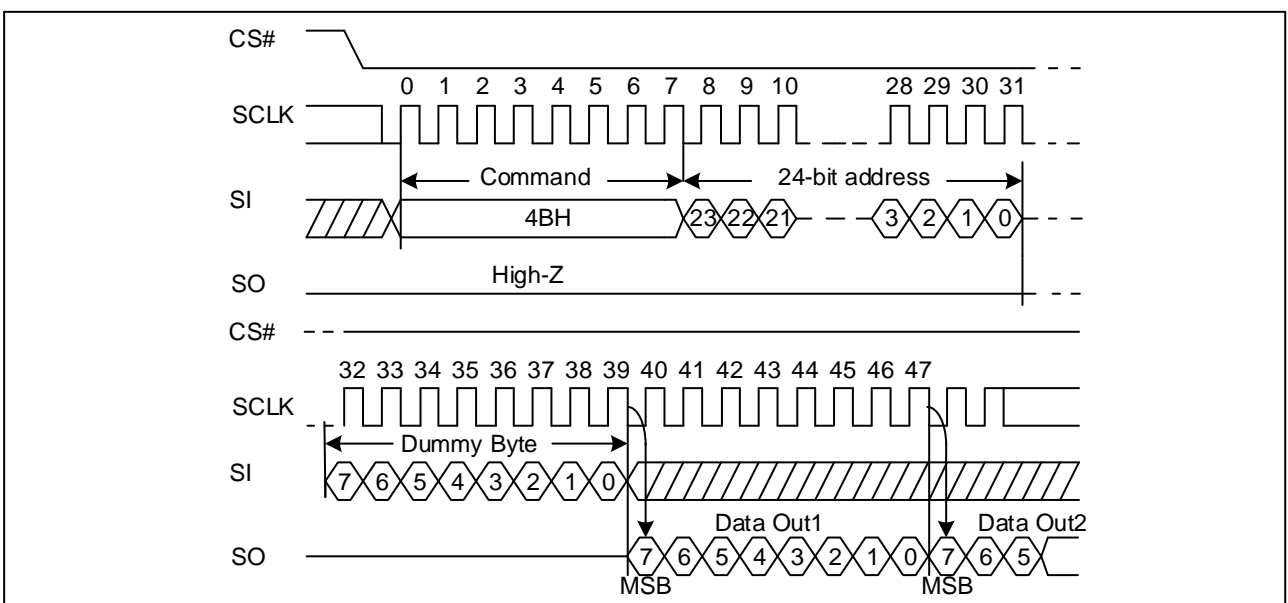 CS#
0 1 2 3 4 5 6 7 8 9 10 28 29 30 31
SCLK
Command 24-bit address
SI
4BH 23 22 21 3 2 1 0
High-Z
SO
CS#
32 33 34 35 36 37 38 39 40 41 42 43 44 45 46 47
SCLK
Dummy Byte
SI
7 6 5 4 3 2 1 0
Data Out1 Data Out2
SO
7 6 5 4 3 2 1 0 7 6 5
MSB MSB